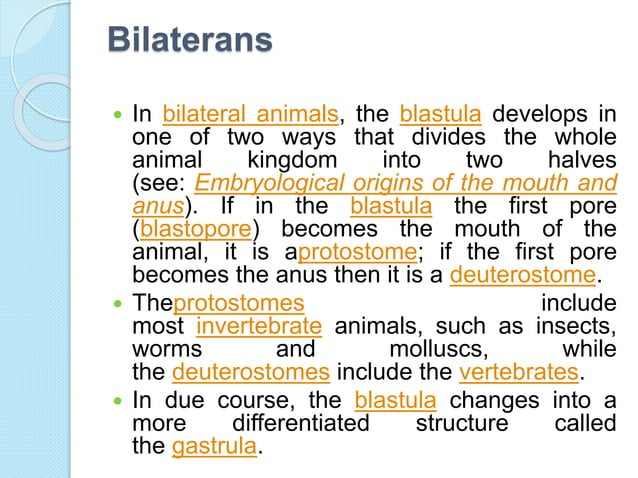 Bilaterans
In bilateral animals, the blastula develops in
one of two ways that divides the whole
animal kingdom into two halves
(see: Embryological origins of the mouth and
anus). If in the blastula the first pore
(blastopore) becomes the mouth of the
animal, it is aprotostome; if the first pore
becomes the anus then it is a deuterostome.
Theprotostomes include
most invertebrate animals, such as insects,
worms and molluscs, while
the deuterostomes include the vertebrates.
In due course, the blastula changes into a
more differentiated structure called
the gastrula.